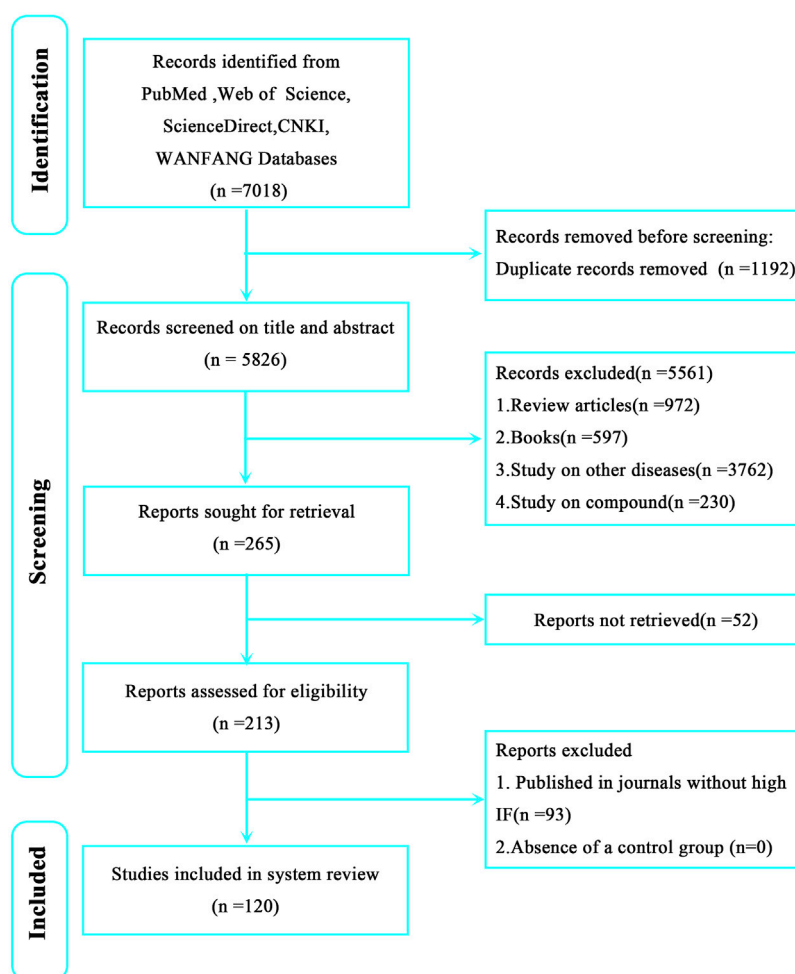 Identification
Records identified from
PubMed ,Web of Science,
ScienceDirect,CNKI,
WANFANG Databases
(n =7018)
Records removed before screening:
Duplicate records removed (n =1192)
Screening
Records screened on title and abstract
(n = 5826)
Records excluded(n =5561)
1.Review articles(n =972)
2.Books(n =597)
3.Study on other diseases(n =3762)
4.Study on compound(n =230)
Reports sought for retrieval
(n =265)
Reports not retrieved(n =52)
Reports assessed for eligibility
(n =213)
Reports excluded
1. Published in journals without high
IF(n =93)
2.Absence of a control group (n=0)
Included
Studies included in system review
(n =120)